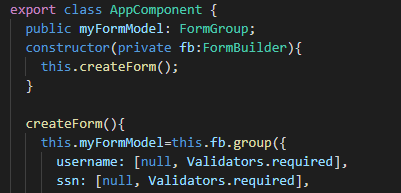 export class AppComponent {
public myFormModel: FormGroup;
constructor(private fb:FormBuilder){
this.createForm();
}
createForm(){
this.myFormModel=this.fb.group({
username: [null, Validators.required],
ssn: [null, Validators.required],